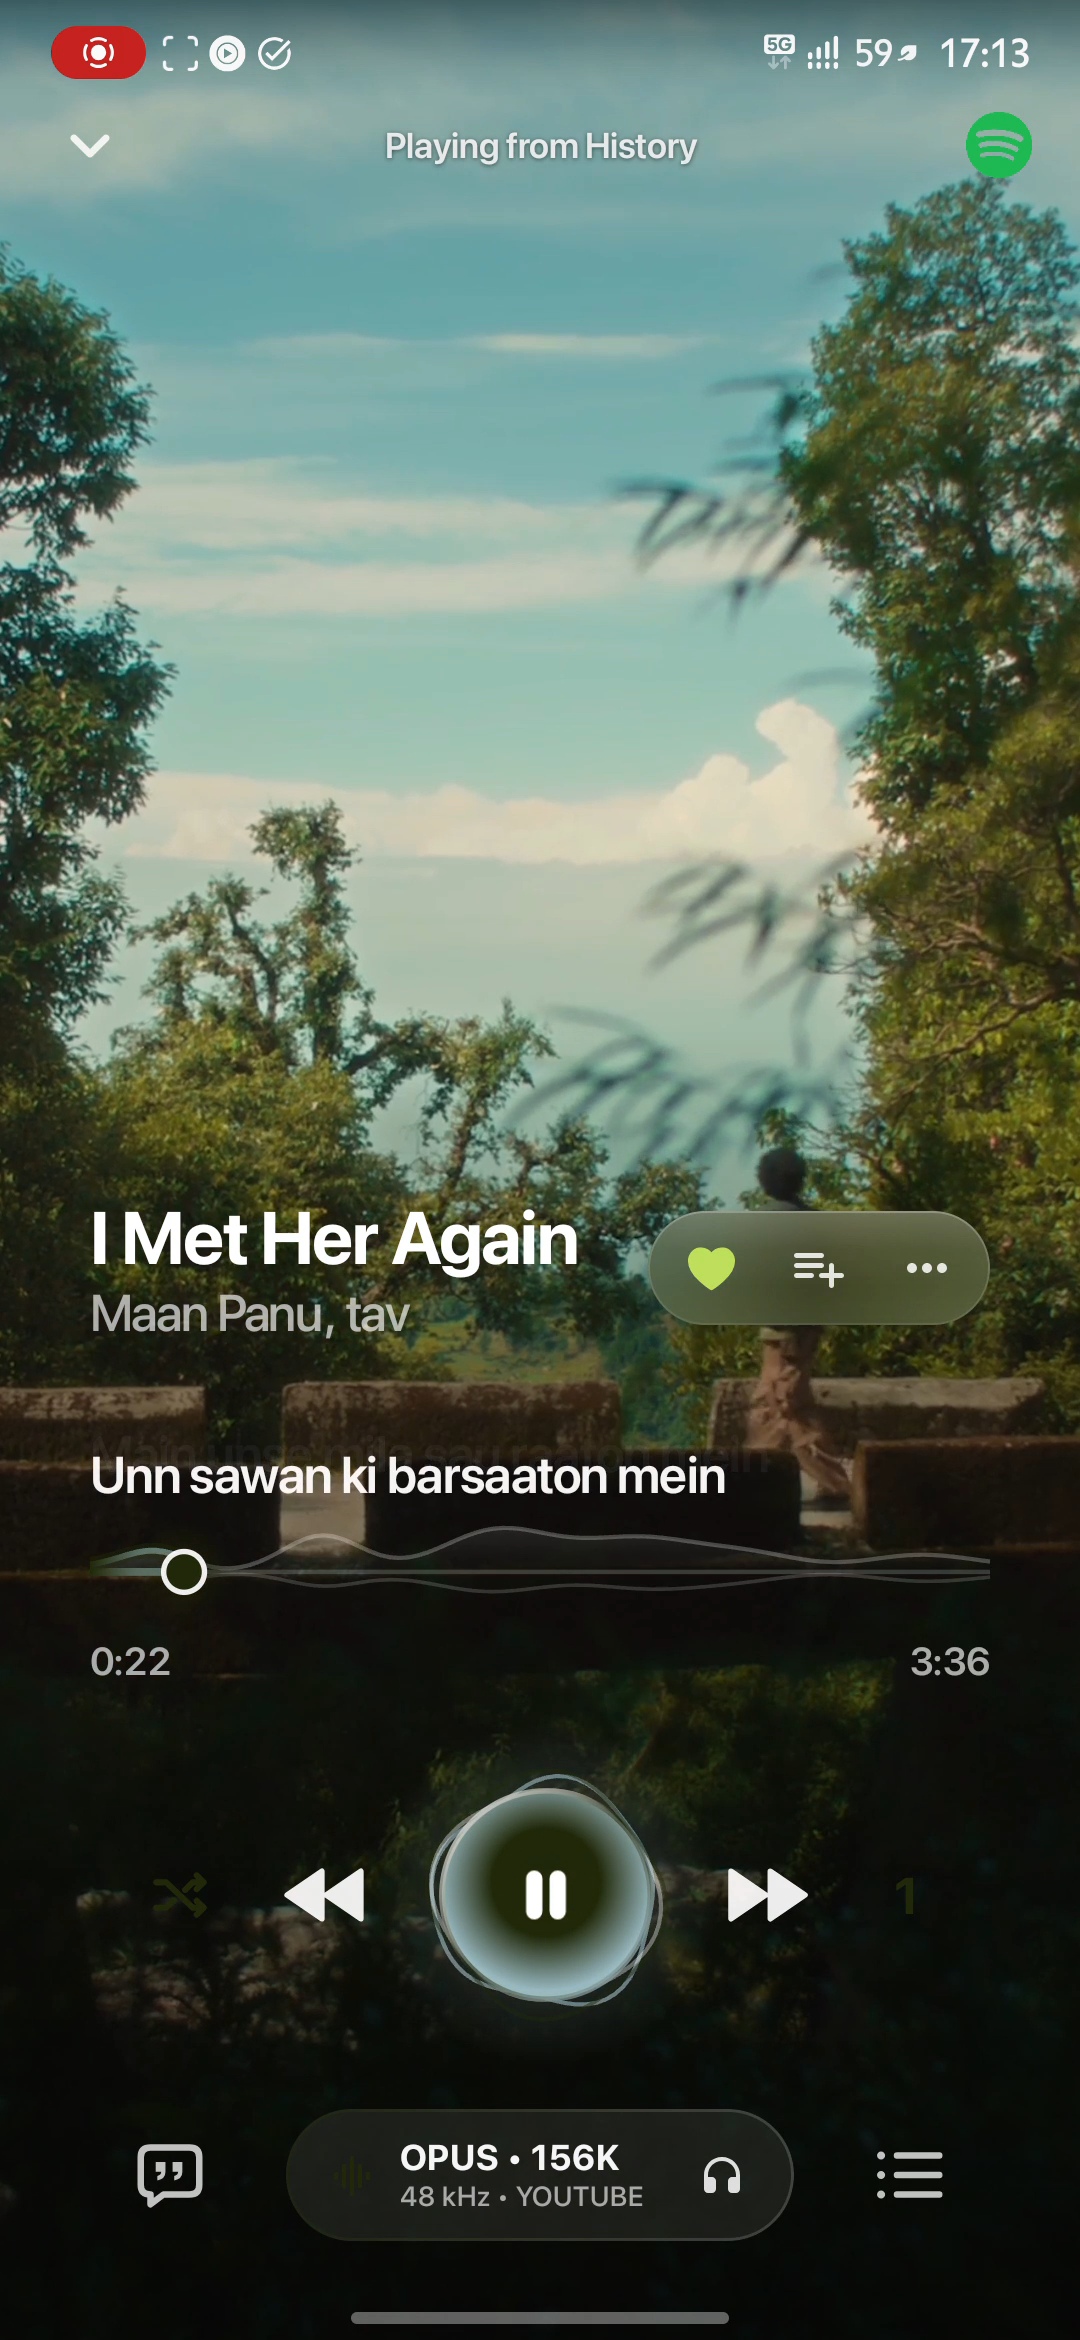 5G 59 17:13
Playing from History
I Met Her Again
Maan Panu, tav
Unn sawan ki barsaaton mein
0:22 3:36
1
OPUS • 156K
48 kHz • YOUTUBE